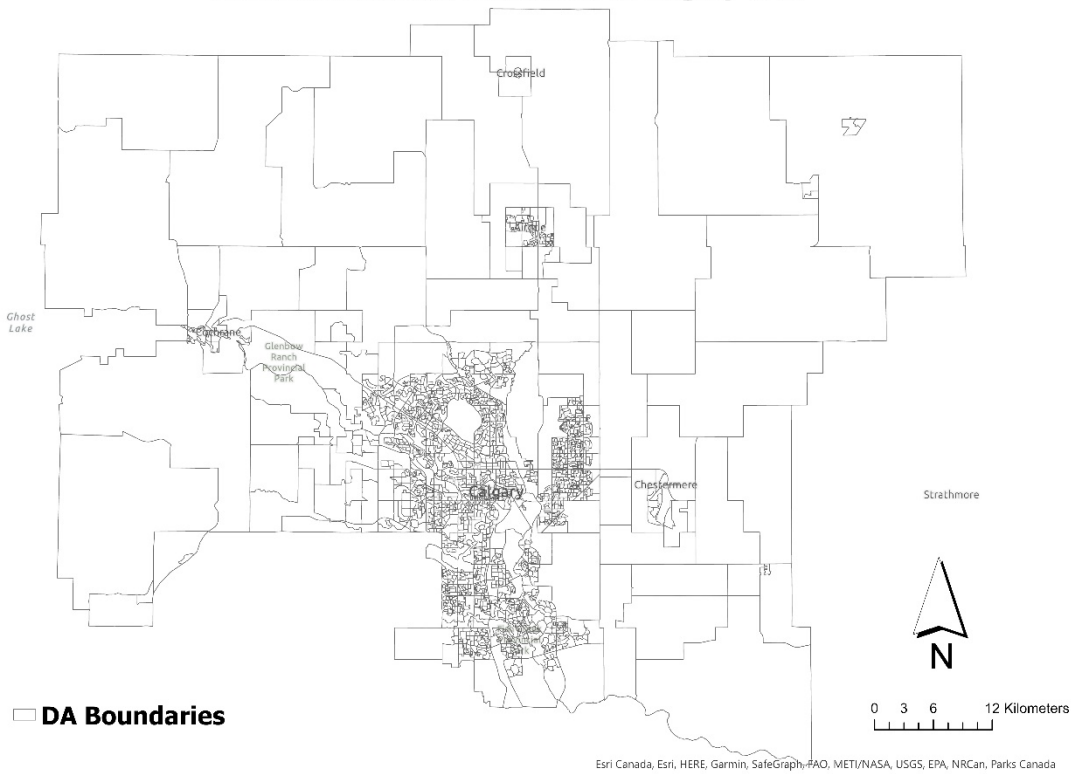 Crossfield
Airdrie
Ghost
Lake
Cochrane
Glenbow
Ranch
Provincial
Park
Calgary
Chestermere
Strathmore
N
DA Boundaries
0 3 6 12 Kilometers
Esri Canada, Esri, HERE, Garmin, SafeGraph, FAO, METI/NASA, USGS, EPA, NRCan, Parks Canada